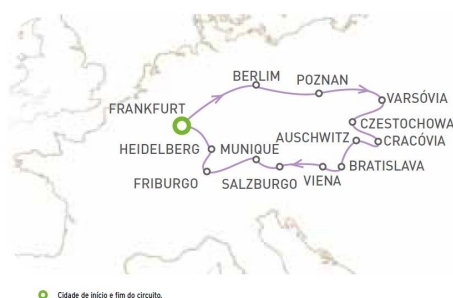 BERLIM
POZNAN
VARSÓVIA
FRANKFURT
CZESTOCHOWA
AUSCHWITZ
CRACÓVIA
HEIDELBERG
MUNIQUE
BRATISLAVA
FRIBURGO
SALZBURGO
VIENA
Cidade de início e fim do circuito.